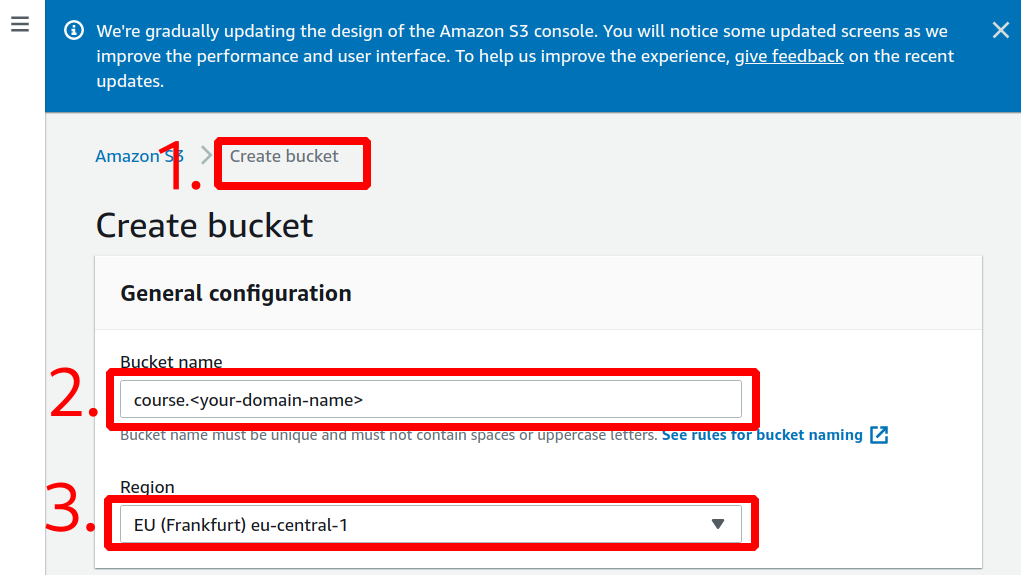 We're gradually updating the design of the Amazon S3 console. You will notice some updated screens as we
improve the performance and user interface. To help us improve the experience, give feedback on the recent
updates.
Amazon S3 > Create bucket
1.
Create bucket
General configuration
Bucket name
2.
course.<your-domain-name>
Bucket name must be unique and must not contain spaces or uppercase letters. See rules for bucket naming
Region
3.
EU (Frankfurt) eu-central-1